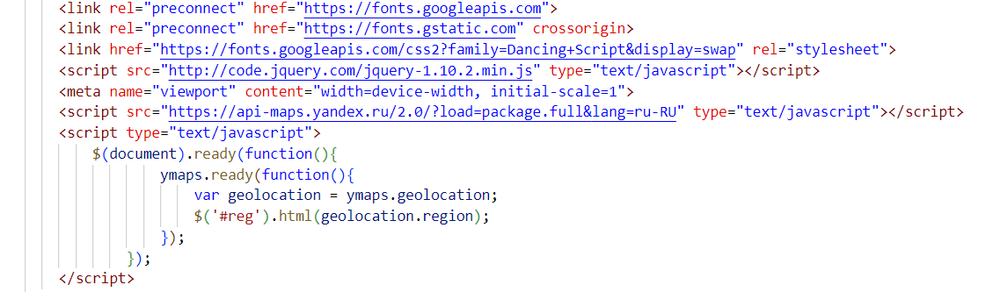 <link rel="preconnect" href="https://fonts.googleapis.com">
<link rel="preconnect" href="https://fonts.gstatic.com" crossorigin>
<link href="https://fonts.googleapis.com/css2?family=Dancing+Script&display=swap" rel="stylesheet">
<script src="http://code.jquery.com/jquery-1.10.2.min.js" type="text/javascript"></script>
<meta name="viewport" content="width=device-width, initial-scale=1">
<script src="https://api-maps.yandex.ru/2.0/?load=package.full&lang=ru-RU" type="text/javascript"></script>
<script type="text/javascript">
$(document).ready(function(){
ymaps.ready(function(){
var geolocation = ymaps.geolocation;
$('#reg').html(geolocation.region);
});
});
</script>